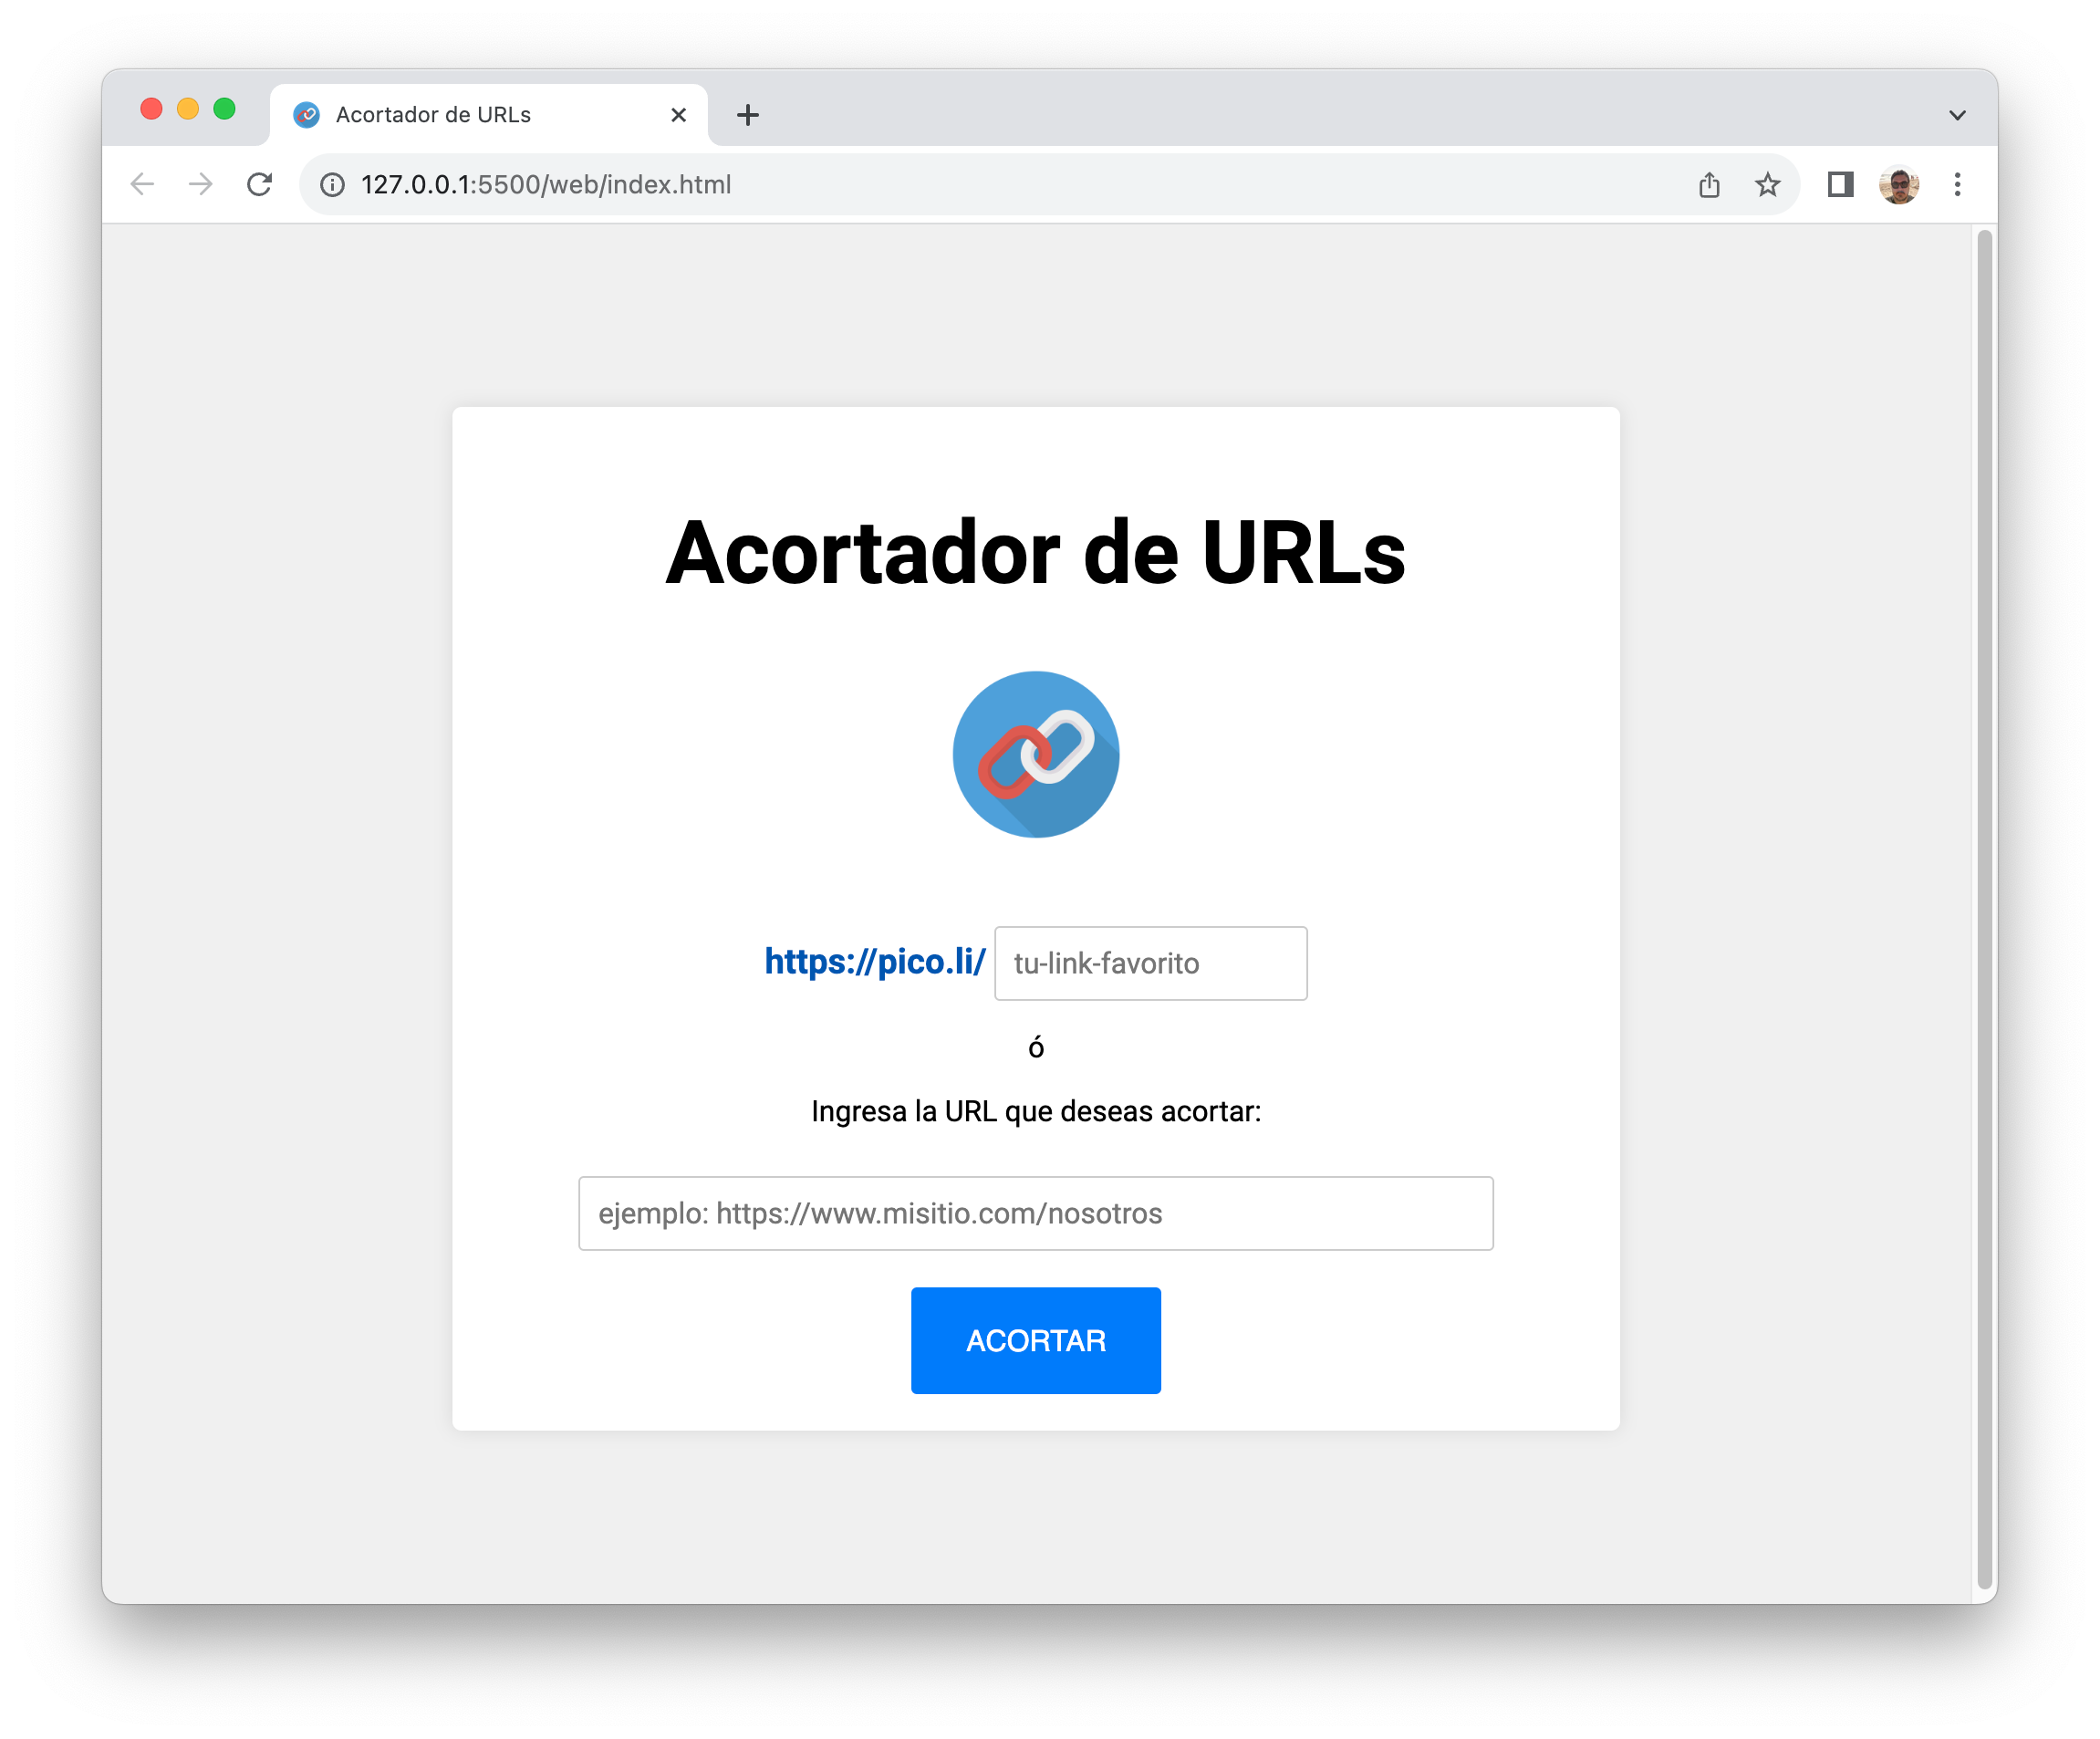 Acortador de URLs
127.0.0.1:5500/web/index.html
Acortador de URLs
https://pico.li/ tu-link-favorito
ó
Ingresa la URL que deseas acortar:
ejemplo: https://www.misitio.com/nosotros
ACORTAR